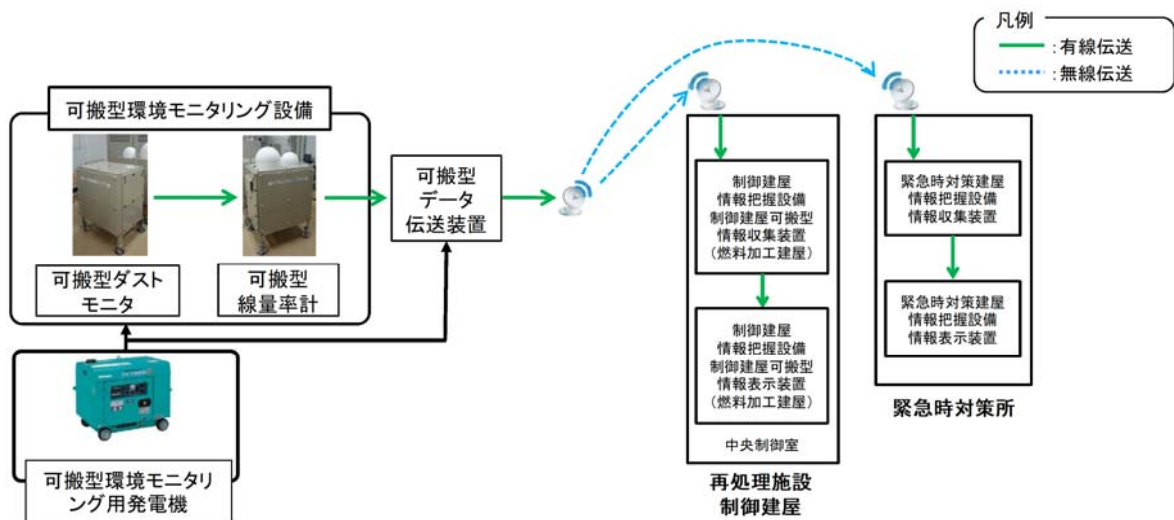 凡例
:有線伝送
:無線伝送
可搬型環境モニタリング設備
可搬型ダスト
モニタ
可搬型
線量率計
可搬型
データ
伝送装置
可搬型環境モニタリ
ング用発電機
制御建屋
情報把握設備
制御建屋可搬型
情報収集装置
(燃料加工建屋)
制御建屋
情報把握設備
制御建屋可搬型
情報表示装置
(燃料加工建屋)
中央制御室
再処理施設
制御建屋
緊急時対策建屋
情報把握設備
情報収集装置
緊急時対策建屋
情報把握設備
情報表示装置
緊急時対策所